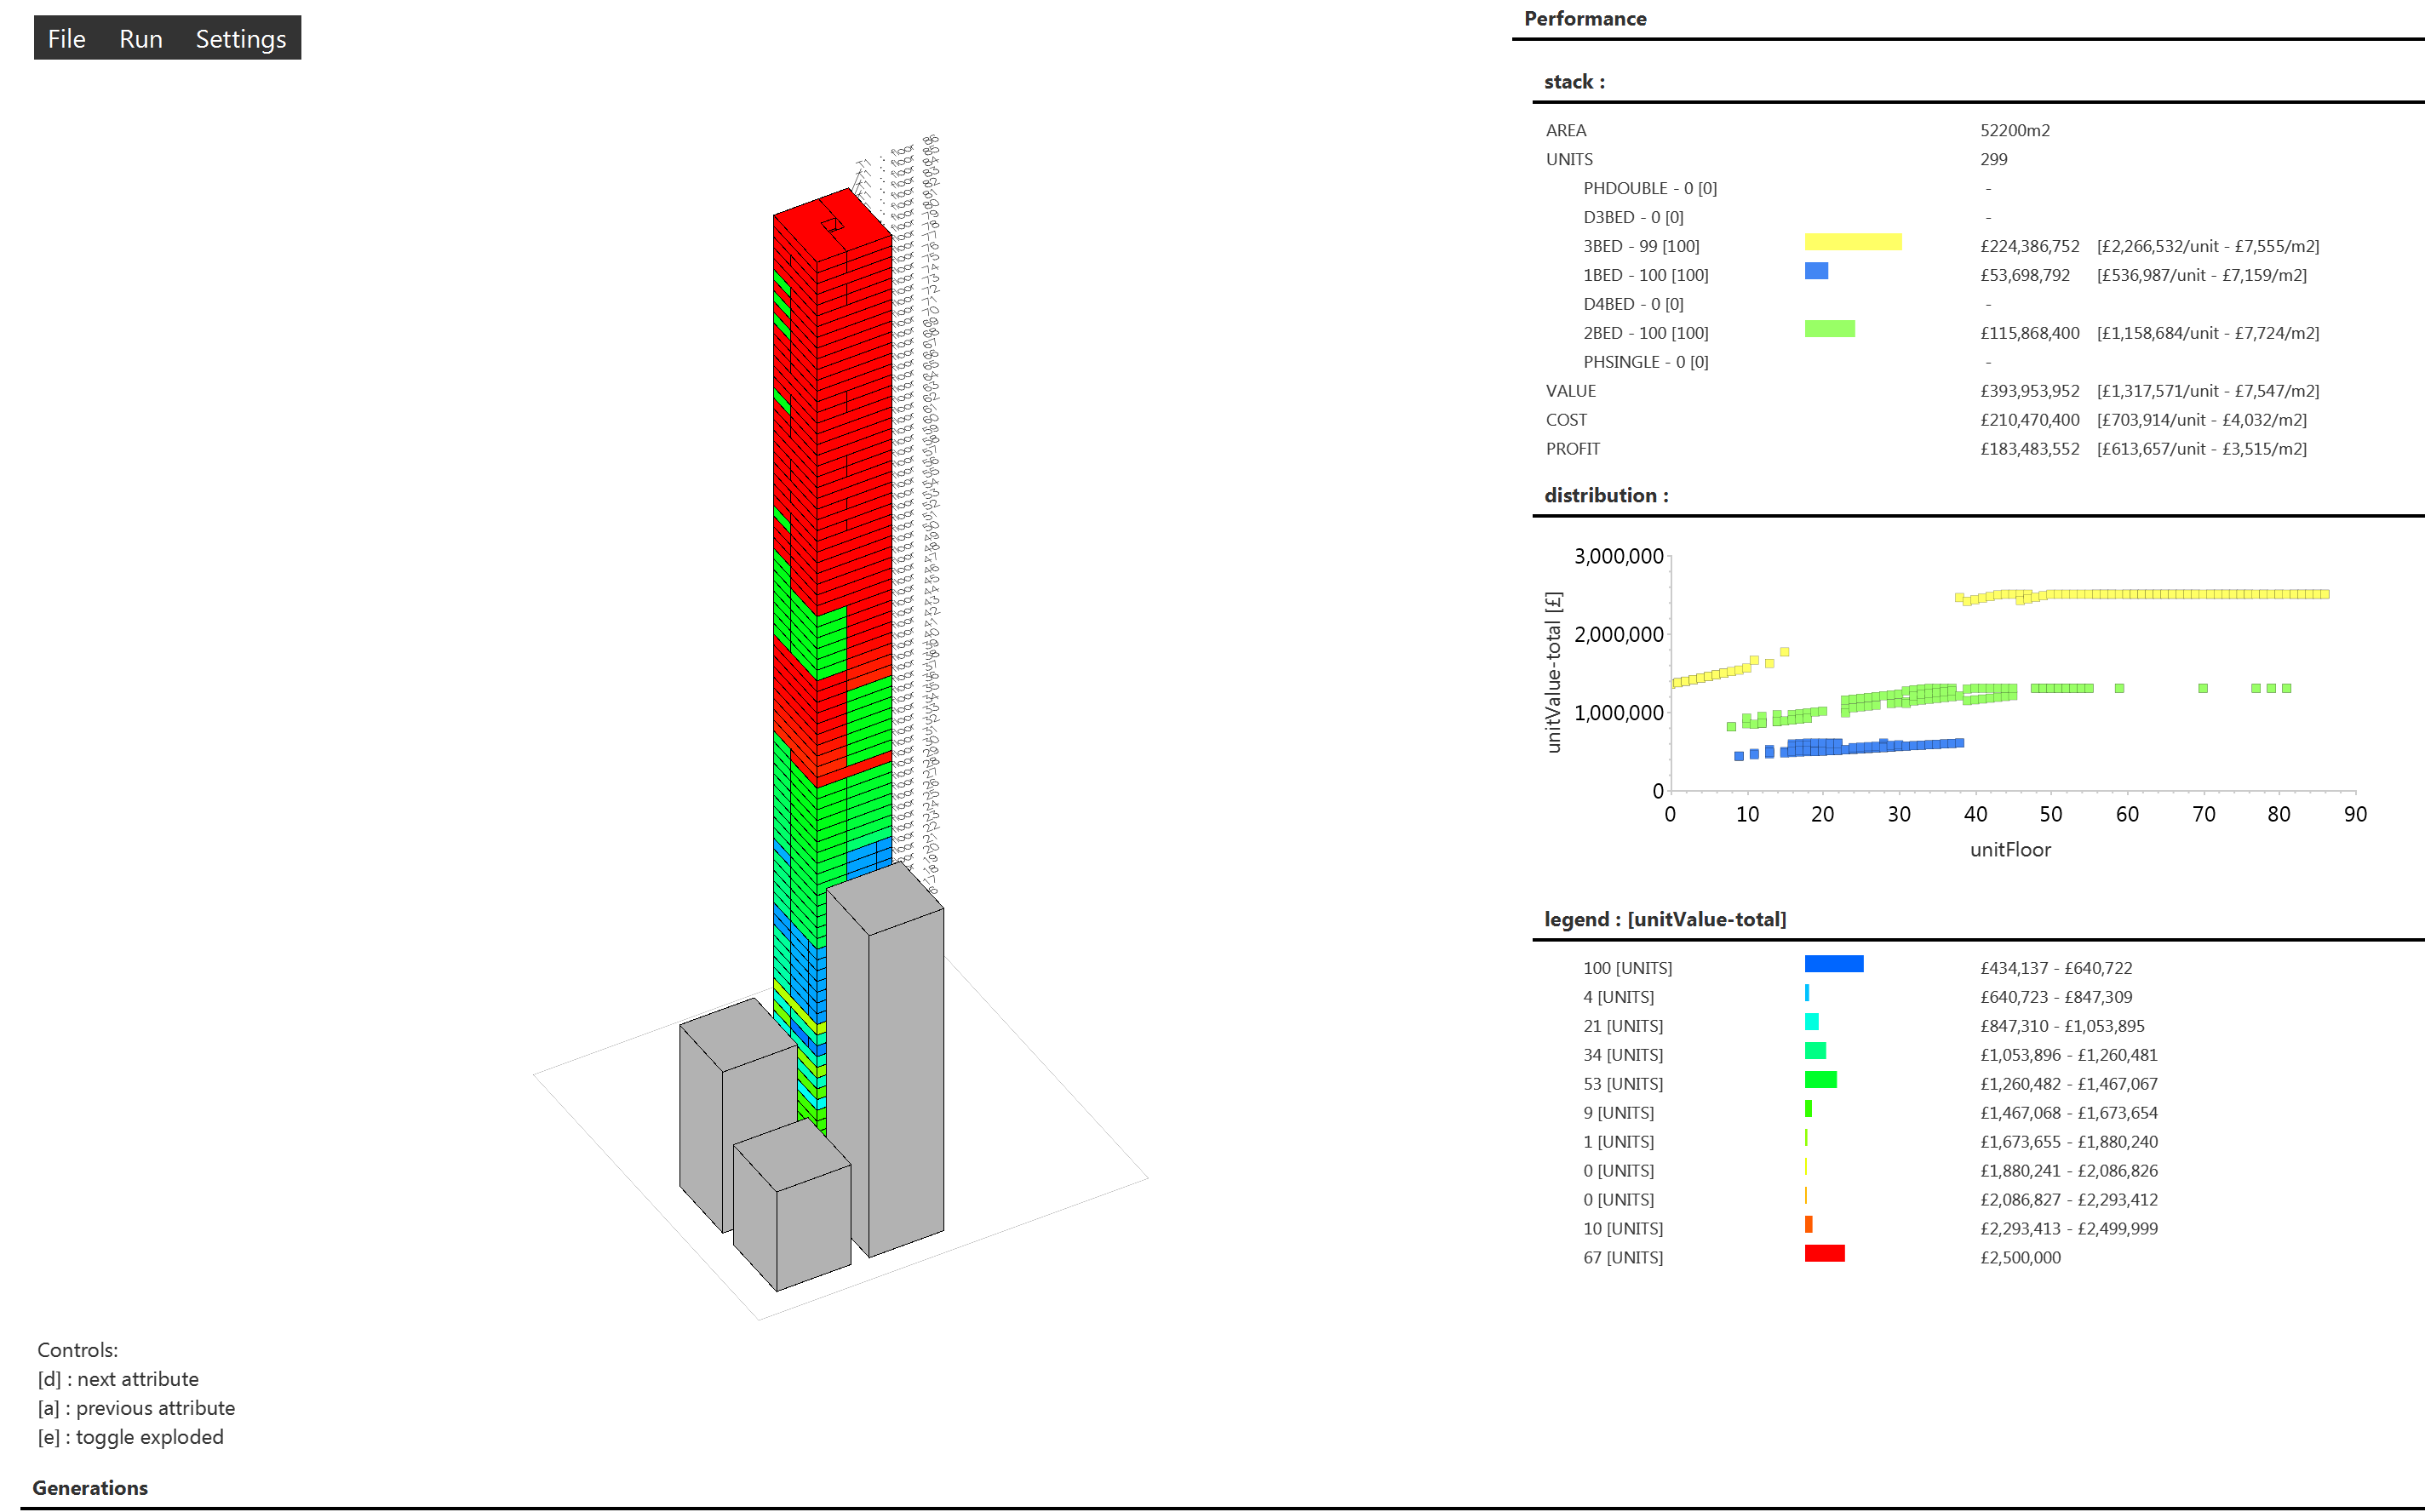 File Run Settings
Performance
stack :
AREA 52200m2
UNITS 299
PHDOUBLE - 0 [0] -
D3BED - 0 [0] -
3BED - 99 [100] £224,386,752 [£2,266,532/unit - £7,555/m2]
1BED - 100 [100] £53,698,792 [£536,987/unit - £7,159/m2]
D4BED - 0 [0] -
2BED - 100 [100] £115,868,400 [£1,158,684/unit - £7,724/m2]
PHSINGLE - 0 [0] -
VALUE £393,953,952 [£1,317,571/unit - £7,547/m2]
COST £210,470,400 [£703,914/unit - £4,032/m2]
PROFIT £183,483,552 [£613,657/unit - £3,515/m2]
distribution :
unitValue-total [£]
3,000,000
2,000,000
1,000,000
0
0 10 20 30 40 50 60 70 80 90
unitFloor
legend : [unitValue-total]
100 [UNITS] £434,137 - £640,722
4 [UNITS] £640,723 - £847,309
21 [UNITS] £847,310 - £1,053,895
34 [UNITS] £1,053,896 - £1,260,481
53 [UNITS] £1,260,482 - £1,467,067
9 [UNITS] £1,467,068 - £1,673,654
1 [UNITS] £1,673,655 - £1,880,240
0 [UNITS] £1,880,241 - £2,086,826
0 [UNITS] £2,086,827 - £2,293,412
10 [UNITS] £2,293,413 - £2,499,999
67 [UNITS] £2,500,000
Controls:
[d] : next attribute
[a] : previous attribute
[e] : toggle exploded
Generations